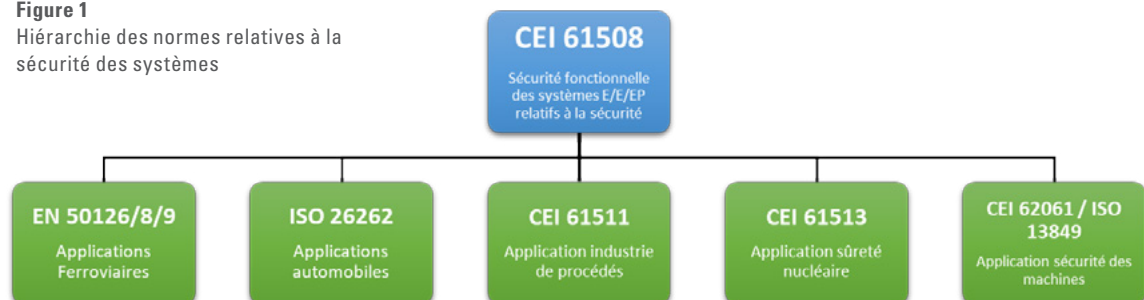 Figure 1
Hiérarchie des normes relatives à la
sécurité des systèmes
CEI 61508
Sécurité fonctionnelle
des systèmes E/E/EP
relatifs à la sécurité
EN 50126/8/9
Applications
Ferroviaires
ISO 26262
Applications
automobiles
CEI 61511
Application industrie
de procédés
CEI 61513
Application sûreté
nucléaire
CEI 62061 / ISO
13849
Application sécurité des
machines